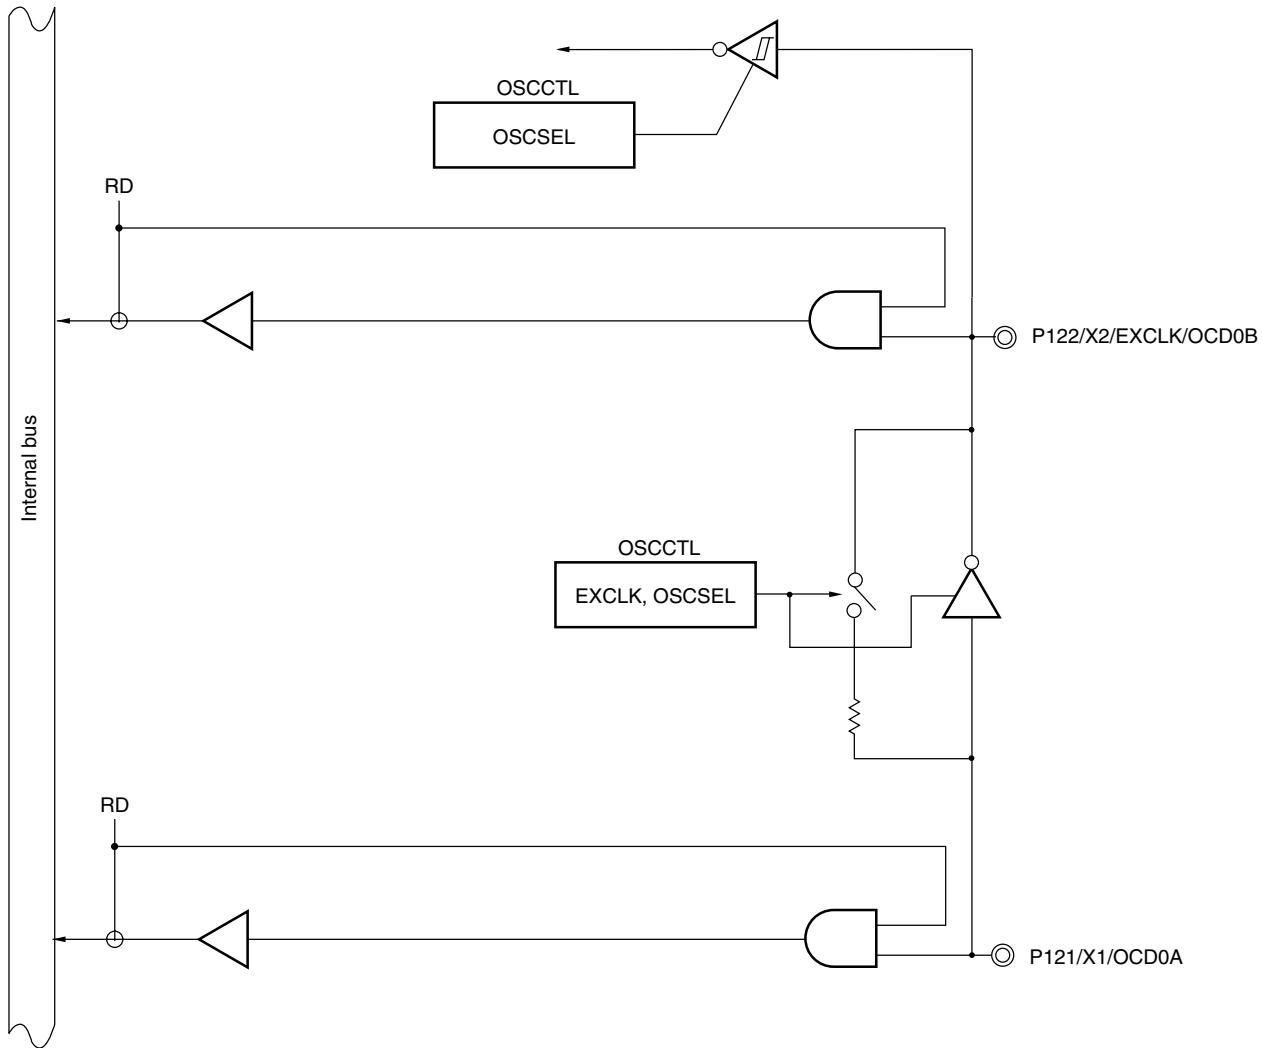 OSCCTL
OSCSEL
RD
P122/X2/EXCLK/OCD0B
Internal bus
OSCCTL
EXCLK, OSCSEL
RD
P121/X1/OCD0A